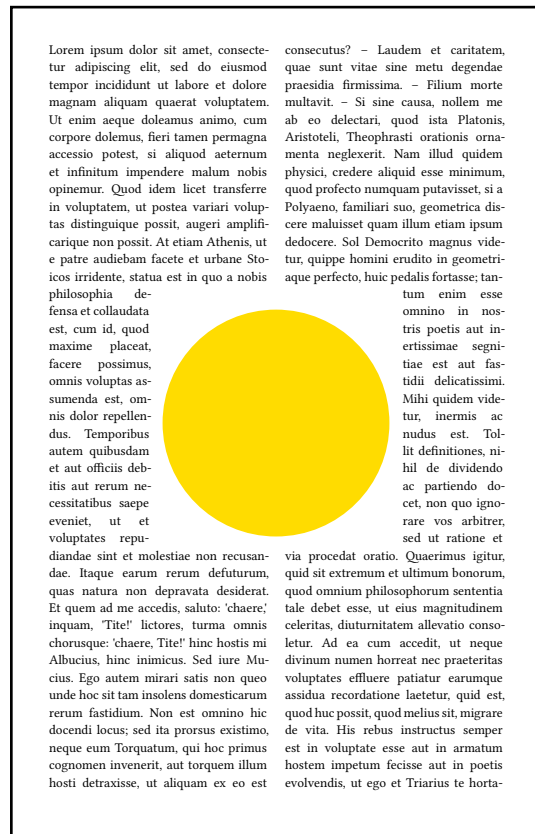 Lorem ipsum dolor sit amet, consecte-
tur adipiscing elit, sed do eiusmod
tempor incididunt ut labore et dolore
magnam aliquam quaerat voluptatem.
Ut enim aeque doleamus animo, cum
corpore dolemus, fieri tamen permagna
accessio potest, si aliquod aeternum
et infinitum impendere malum nobis
opinemur. Quod idem licet transferre
in voluptatem, ut postea variari volup-
tas distinguique possit, augeri amplifi-
carique non possit. At etiam Athenis, ut
e patre audiebam facete et urbane Sto-
icos irridente, statua est in quo a nobis
philosophia de-
fensa et collaudata
est, cum id, quod
maxime placeat,
facere possimus,
omnis voluptas as-
sumenda est, om-
nis dolor repellen-
dus. Temporibus
autem quibusdam
et aut officiis deb-
itis aut rerum ne-
cessitatibus saepe
eveniet, ut et
voluptates repu-
diandae sint et molestiae non recusan-
dae. Itaque earum rerum defuturum,
quas natura non depravata desiderat.
Et quem ad me accedis, saluto: 'chaere,'
inquam, 'Tite!' lictores, turma omnis
chorusque: 'chaere, Tite!' hinc hostis mi
Albucius, hinc inimicus. Sed iure Mu-
cius. Ego autem mirari satis non queo
unde hoc sit tam insolens domesticarum
rerum fastidium. Non est omnino hic
docendi locus; sed ita prorsus existimo,
neque eum Torquatum, qui hoc primus
cognomen invenerit, aut torquem illum
hosti detraxisse, ut aliquam ex eo est
consecutus? – Laudem et caritatem,
quae sunt vitae sine metu degendae
praesidia firmissima. – Filium morte
multavit. – Si sine causa, nollem me
ab eo delectari, quod ista Platonis,
Aristoteli, Theophrasti orationis orna-
menta neglexerit. Nam illud quidem
physici, credere aliquid esse minimum,
quod profecto numquam putavisset, si a
Polyaeno, familiari suo, geometrica dis-
cere maluisset quam illum etiam ipsum
dedocere. Sol Democrito magnus vide-
tur, quippe homini erudito in geometri-
aque perfecto, huic pedalis fortasse; tan-
tum enim esse
omnino in nos-
tris poetis aut in-
ertissimae segni-
tiae est aut fas-
tidii delicatissimi.
Mihi quidem vide-
tur, inermis ac
nudus est. Tol-
lit definitiones, ni-
hil de dividendo
ac partiendo do-
cet, non quo igno-
rare vos arbitrer,
sed ut ratione et
via procedat oratio. Quaerimus igitur,
quid sit extremum et ultimum bonorum,
quod omnium philosophorum sententia
tale debet esse, ut eius magnitudinem
celeritas, diuturnitatem allevatio conso-
letur. Ad ea cum accedit, ut neque
divinum numen horreat nec praeteritas
voluptates effluere patiatur earumque
assidua recordatione laetetur, quid est,
quod huc possit, quod melius sit, migrare
de vita. His rebus instructus semper
est in voluptate esse aut in armatum
hostem impetum fecisse aut in poetis
evolvendis, ut ego et Triarius te horta-